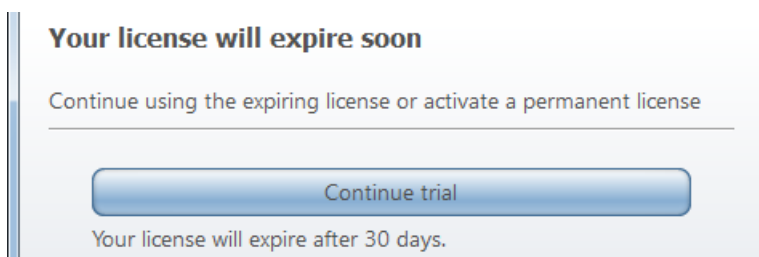 Your license will expire soon
Continue using the expiring license or activate a permanent license
Continue trial
Your license will expire after 30 days.